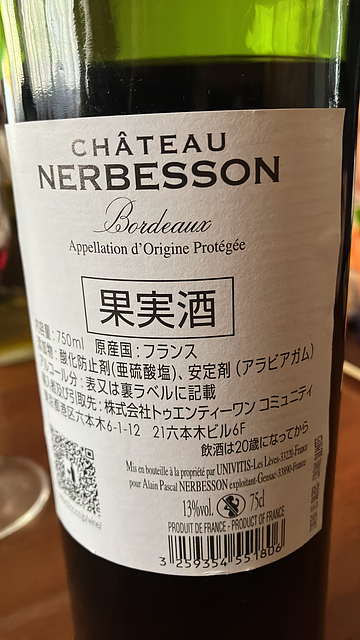 CHÂTEAU
NERBESSON
Bordeaux
Appellation d'Origine Protégée
果実酒
内容量：750ml 原産国：フランス
添加物：酸化防止剤(亜硫酸塩)、安定剤(アラビアガム)
アルコール分：表又は裏ラベルに記載
輸入者及び引取先：株式会社トゥエンティーワン コミュニティ
東京都港区六本木6-1-12 21六本木ビル6F
飲酒は20歳になってから
Mis en bouteille à la propriété par UNIVITIS-Les Lèves-33220-France
pour Alain Pascal NERBESSON exploitant-Gensac-33890-France
13%vol. 75cl
PRODUIT DE FRANCE - PRODUCT OF FRANCE
3 259354 551806